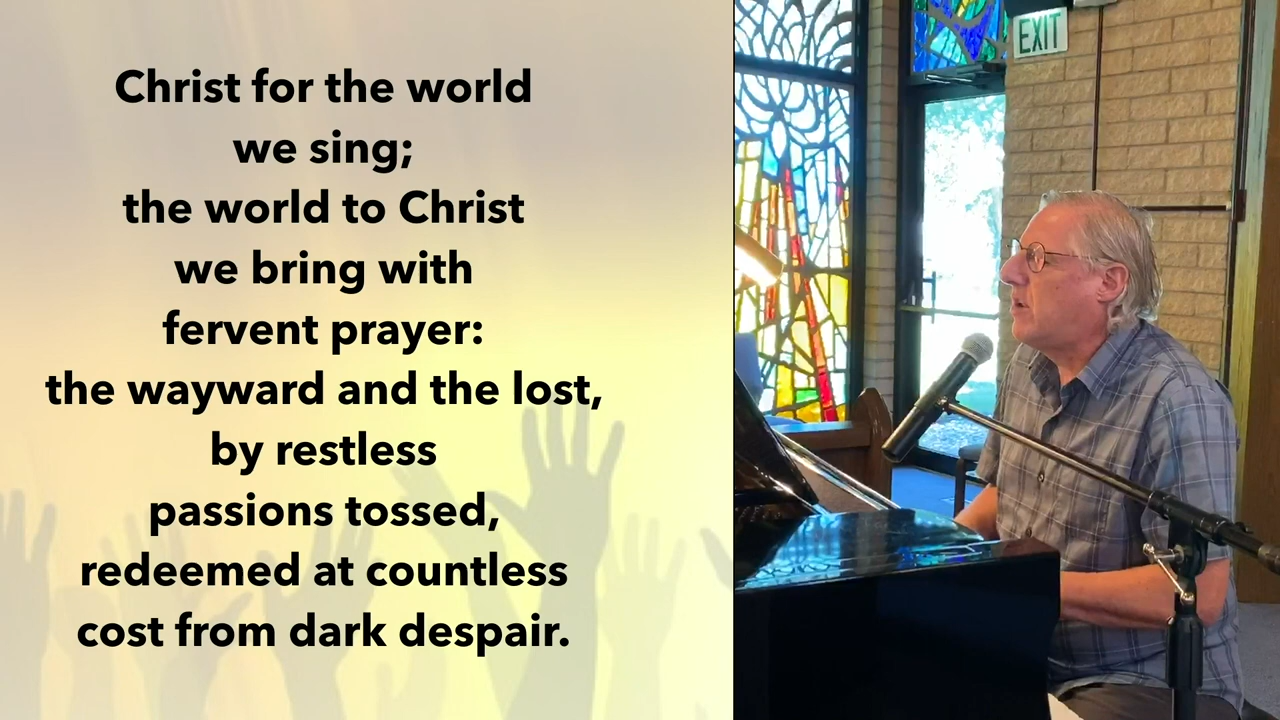 Christ for the world
we sing;
the world to Christ
we bring with
fervent prayer:
the wayward and the lost,
by restless
passions tossed,
redeemed at countless
cost from dark despair.
EXIT